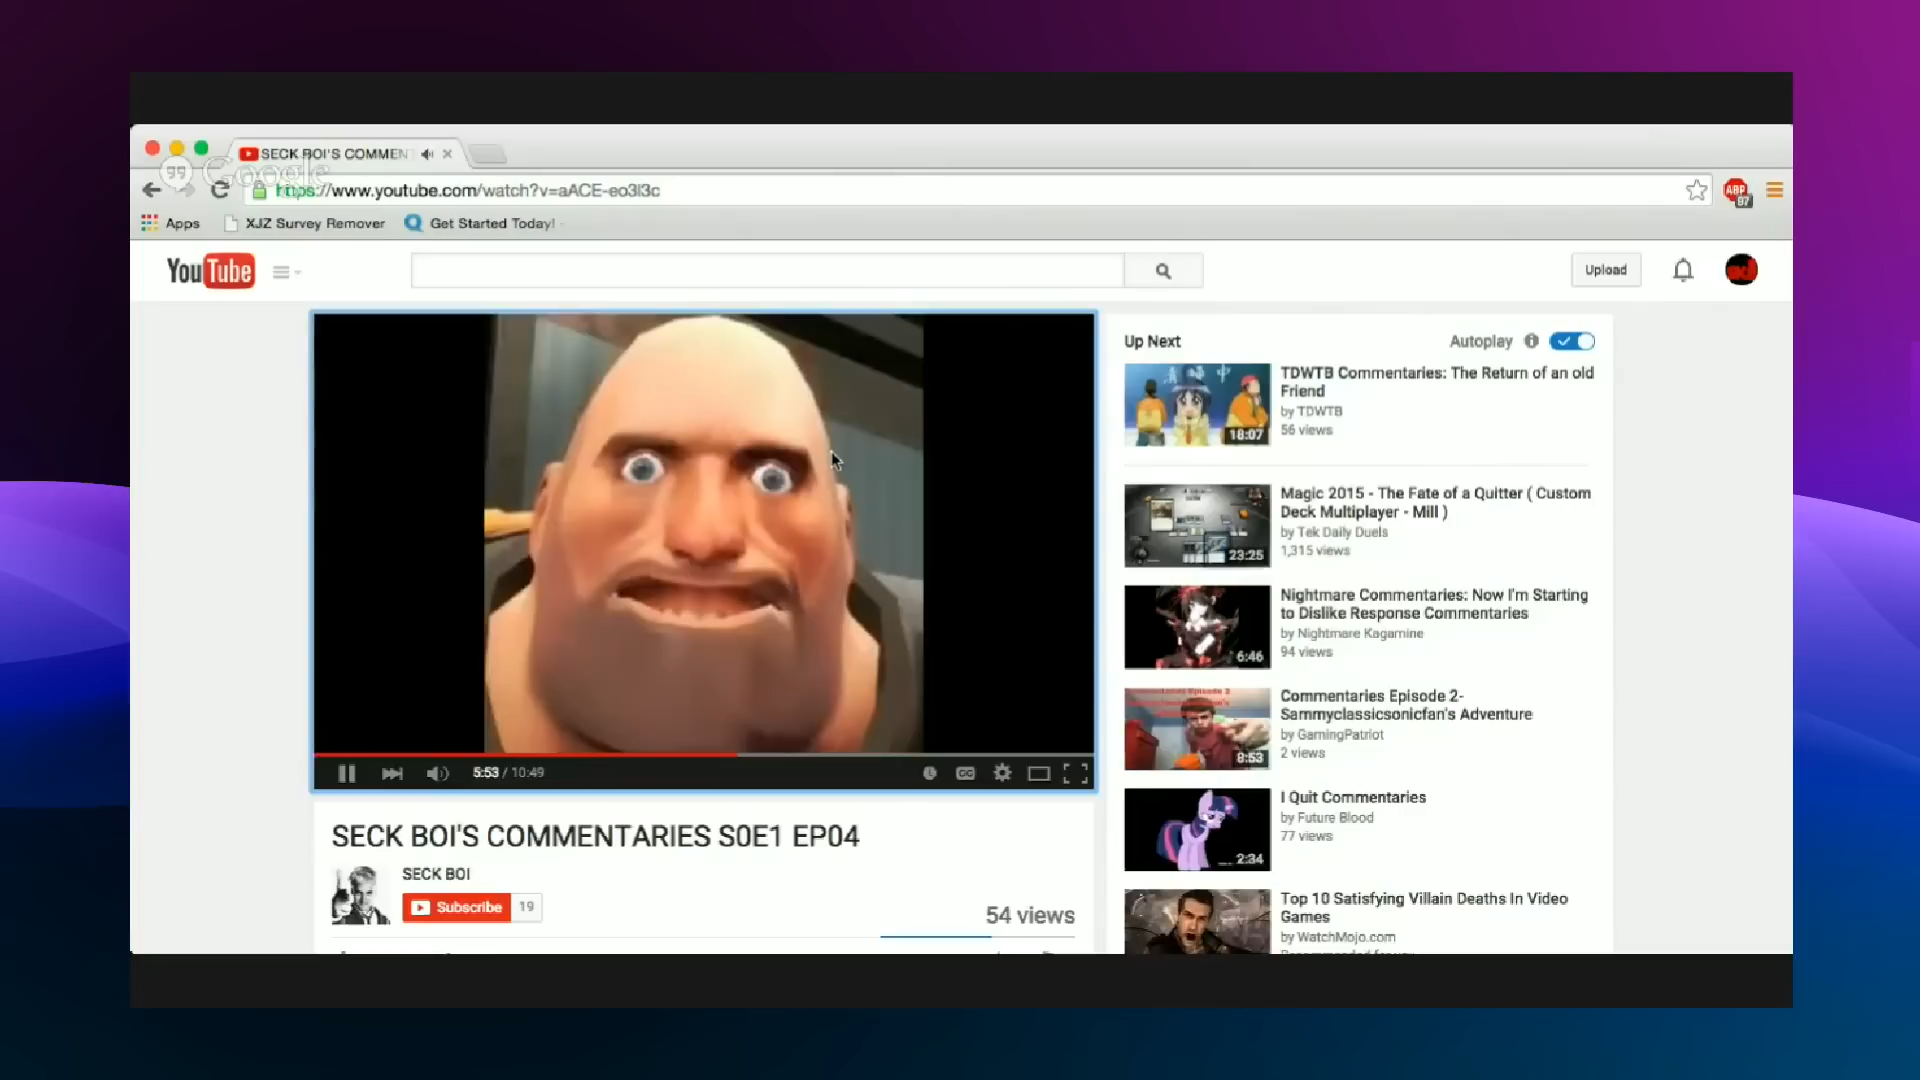 SECK BOI'S COMMEN
Google
https://www.youtube.com/watch?v=aACE-eo3l3c
ABP
97
Apps
XJZ Survey Remover
Get Started Today!
YouTube
Upload
Up Next
Autoplay
TDWTB Commentaries: The Return of an old
Friend
by TDWTB
56 views
18:07
Magic 2015 - The Fate of a Quitter ( Custom
Deck Multiplayer - Mill )
by Tek Daily Duels
1,315 views
23:25
Nightmare Commentaries: Now I'm Starting
to Dislike Response Commentaries
by Nightmare Kagamine
94 views
6:46
Commentaries Episode 2-
Sammyclassicsonicfan's Adventure
by GamingPatriot
2 views
8:53
I Quit Commentaries
by Future Blood
77 views
2:34
Top 10 Satisfying Villain Deaths In Video
Games
by WatchMojo.com
5:53 / 10:49
CC
SECK BOI'S COMMENTARIES S0E1 EP04
SECK BOI
Subscribe 19
54 views